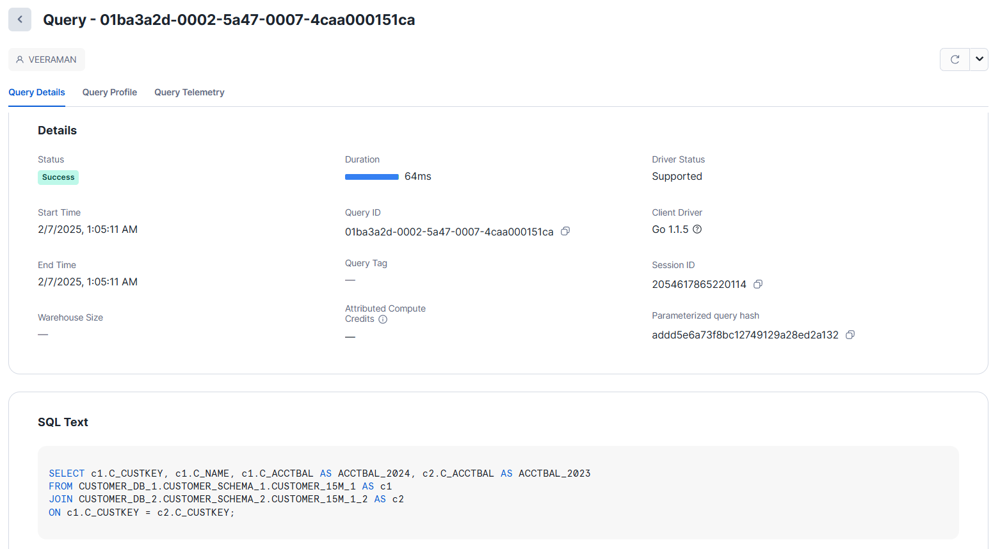 Query - 01ba3a2d-0002-5a47-0007-4caa000151ca
VEERAMAN
Query Details
Query Profile
Query Telemetry
Details
Status
Success
Duration
64ms
Driver Status
Supported
Start Time
2/7/2025, 1:05:11 AM
Query ID
01ba3a2d-0002-5a47-0007-4caa000151ca
Client Driver
Go 1.1.5
End Time
2/7/2025, 1:05:11 AM
Query Tag
—
Session ID
2054617865220114
Warehouse Size
—
Attributed Compute
Credits
—
Parameterized query hash
addd5e6a73f8bc12749129a28ed2a132
SQL Text
SELECT c1.C_CUSTKEY, c1.C_NAME, c1.C_ACCTBAL AS ACCTBAL_2024, c2.C_ACCTBAL AS ACCTBAL_2023
FROM CUSTOMER_DB_1.CUSTOMER_SCHEMA_1.CUSTOMER_15M_1 AS c1
JOIN CUSTOMER_DB_2.CUSTOMER_SCHEMA_2.CUSTOMER_15M_1_2 AS c2
ON c1.C_CUSTKEY = c2.C_CUSTKEY;